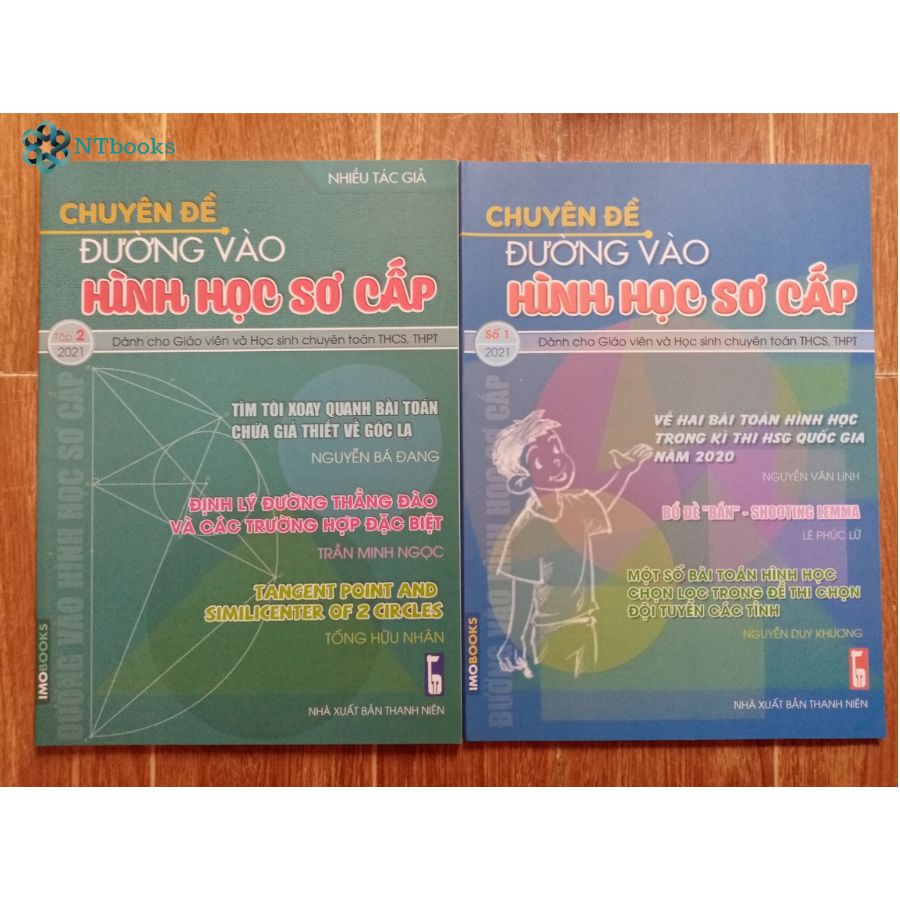 NTbooks
NHIỀU TÁC GIẢ
CHUYÊN ĐỀ
ĐƯỜNG VÀO
HÌNH HỌC SƠ CẤP
Tập 2
2021
Dành cho Giáo viên và Học sinh chuyên toán THCS, THPT
TÌM TÒI XOAY QUANH BÀI TOÁN
CHỨA GIẢ THIẾT VỀ GÓC LẠ
NGUYỄN BÁ ĐANG
ĐỊNH LÝ ĐƯỜNG THẲNG ĐÀO
VÀ CÁC TRƯỜNG HỢP ĐẶC BIỆT
TRẦN MINH NGỌC
TANGENT POINT AND
SIMILICENTER OF 2 CIRCLES
TỐNG HỮU NHÂN
IMOBOOKS
ĐƯỜNG VÀO HÌNH HỌC SƠ CẤP
NHÀ XUẤT BẢN THANH NIÊN
CHUYÊN ĐỀ
ĐƯỜNG VÀO
HÌNH HỌC SƠ CẤP
Số 1
2021
Dành cho Giáo viên và Học sinh chuyên toán THCS, THPT
VỀ HAI BÀI TOÁN HÌNH HỌC
TRONG KÌ THI HSG QUỐC GIA
NĂM 2020
NGUYỄN VĂN LINH
BỔ ĐỀ "BẮN" - SHOOTING LEMMA
LÊ PHÚC LỮ
MỘT SỐ BÀI TOÁN HÌNH HỌC
CHỌN LỌC TRONG ĐỀ THI CHỌN
ĐỘI TUYỂN CÁC TỈNH
NGUYỄN DUY KHƯƠNG
IMOBOOKS
ĐƯỜNG VÀO HÌNH HỌC SƠ CẤP
NHÀ XUẤT BẢN THANH NIÊN